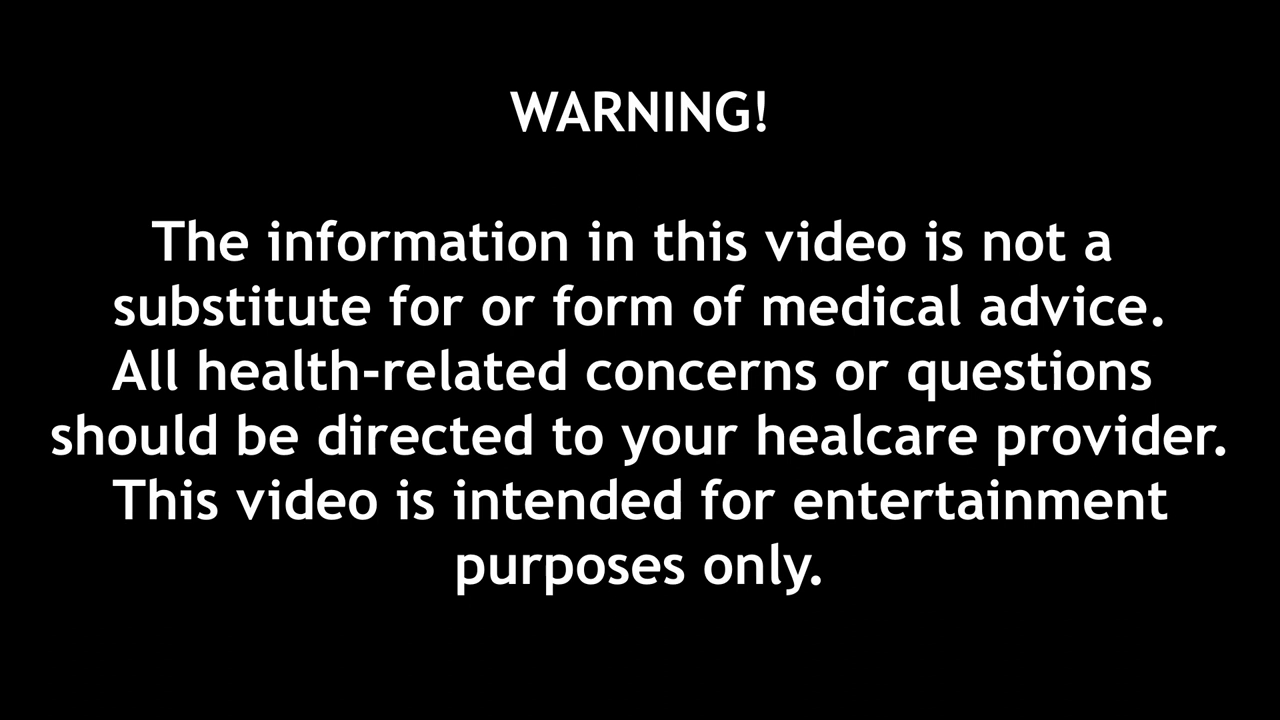 WARNING!
The information in this video is not a
substitute for or form of medical advice.
All health-related concerns or questions
should be directed to your healcare provider.
This video is intended for entertainment
purposes only.